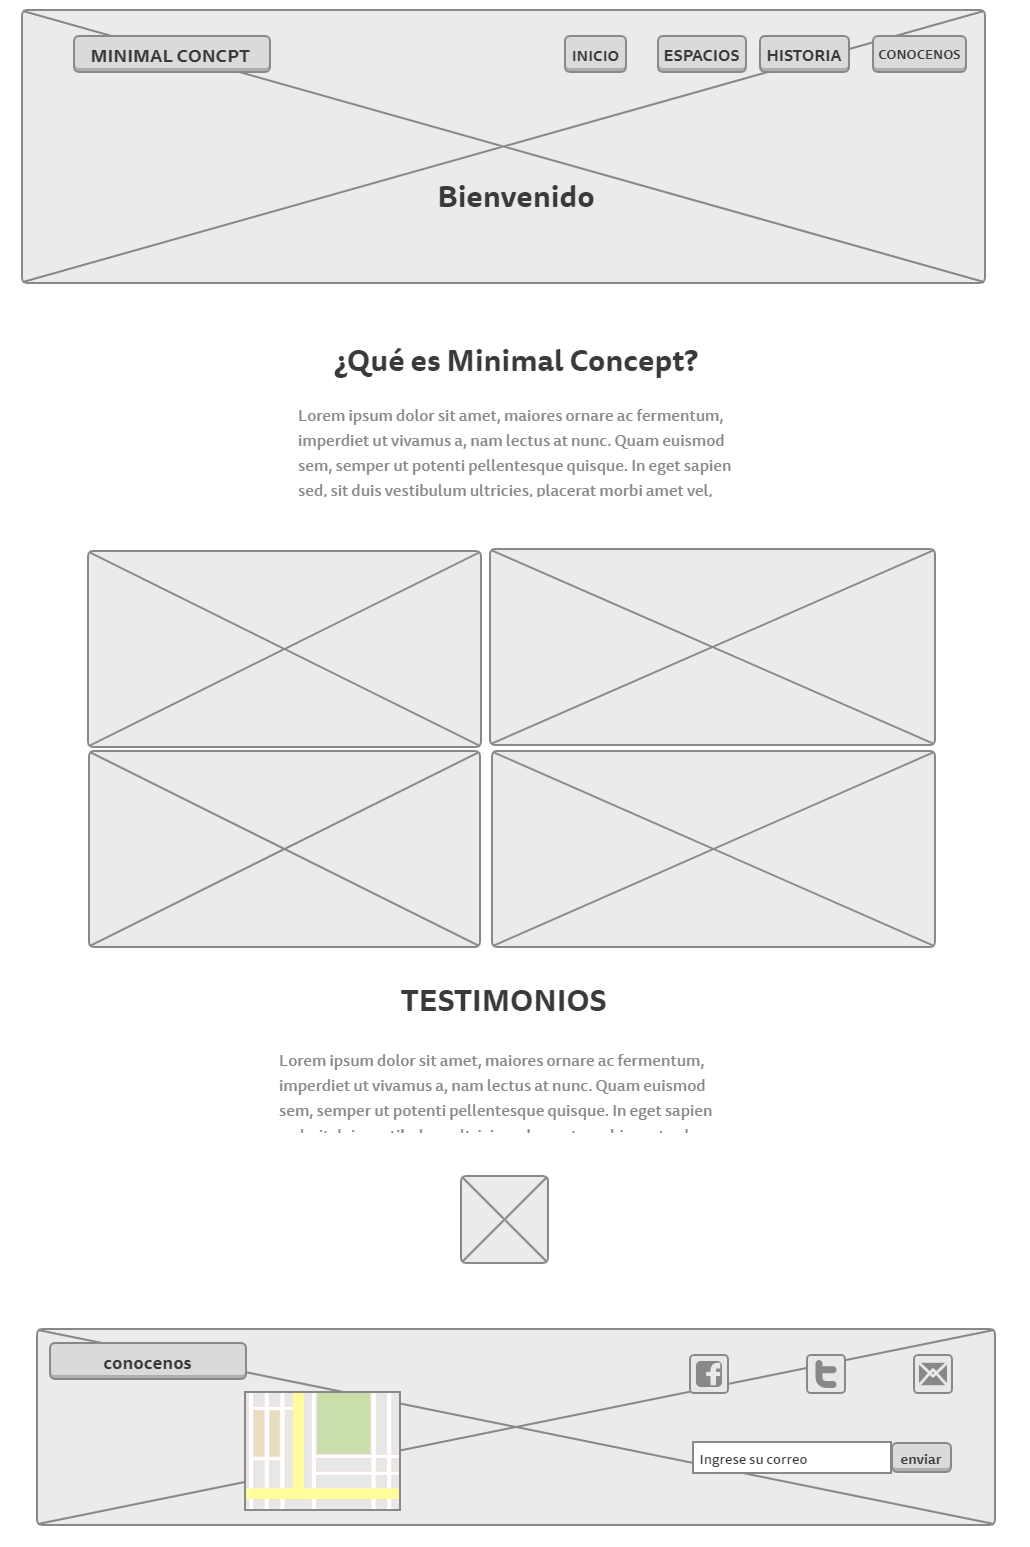 MINIMAL CONCPT
INICIO
ESPACIOS
HISTORIA
CONOCENOS
Bienvenido
¿Qué es Minimal Concept?
Lorem ipsum dolor sit amet, maiores ornare ac fermentum,
imperdiet ut vivamus a, nam lectus at nunc. Quam euismod
sem, semper ut potenti pellentesque quisque. In eget sapien
sed, sit duis vestibulum ultricies, placerat morbi amet vel,
TESTIMONIOS
Lorem ipsum dolor sit amet, maiores ornare ac fermentum,
imperdiet ut vivamus a, nam lectus at nunc. Quam euismod
sem, semper ut potenti pellentesque quisque. In eget sapien
conocenos
Ingrese su correo
enviar